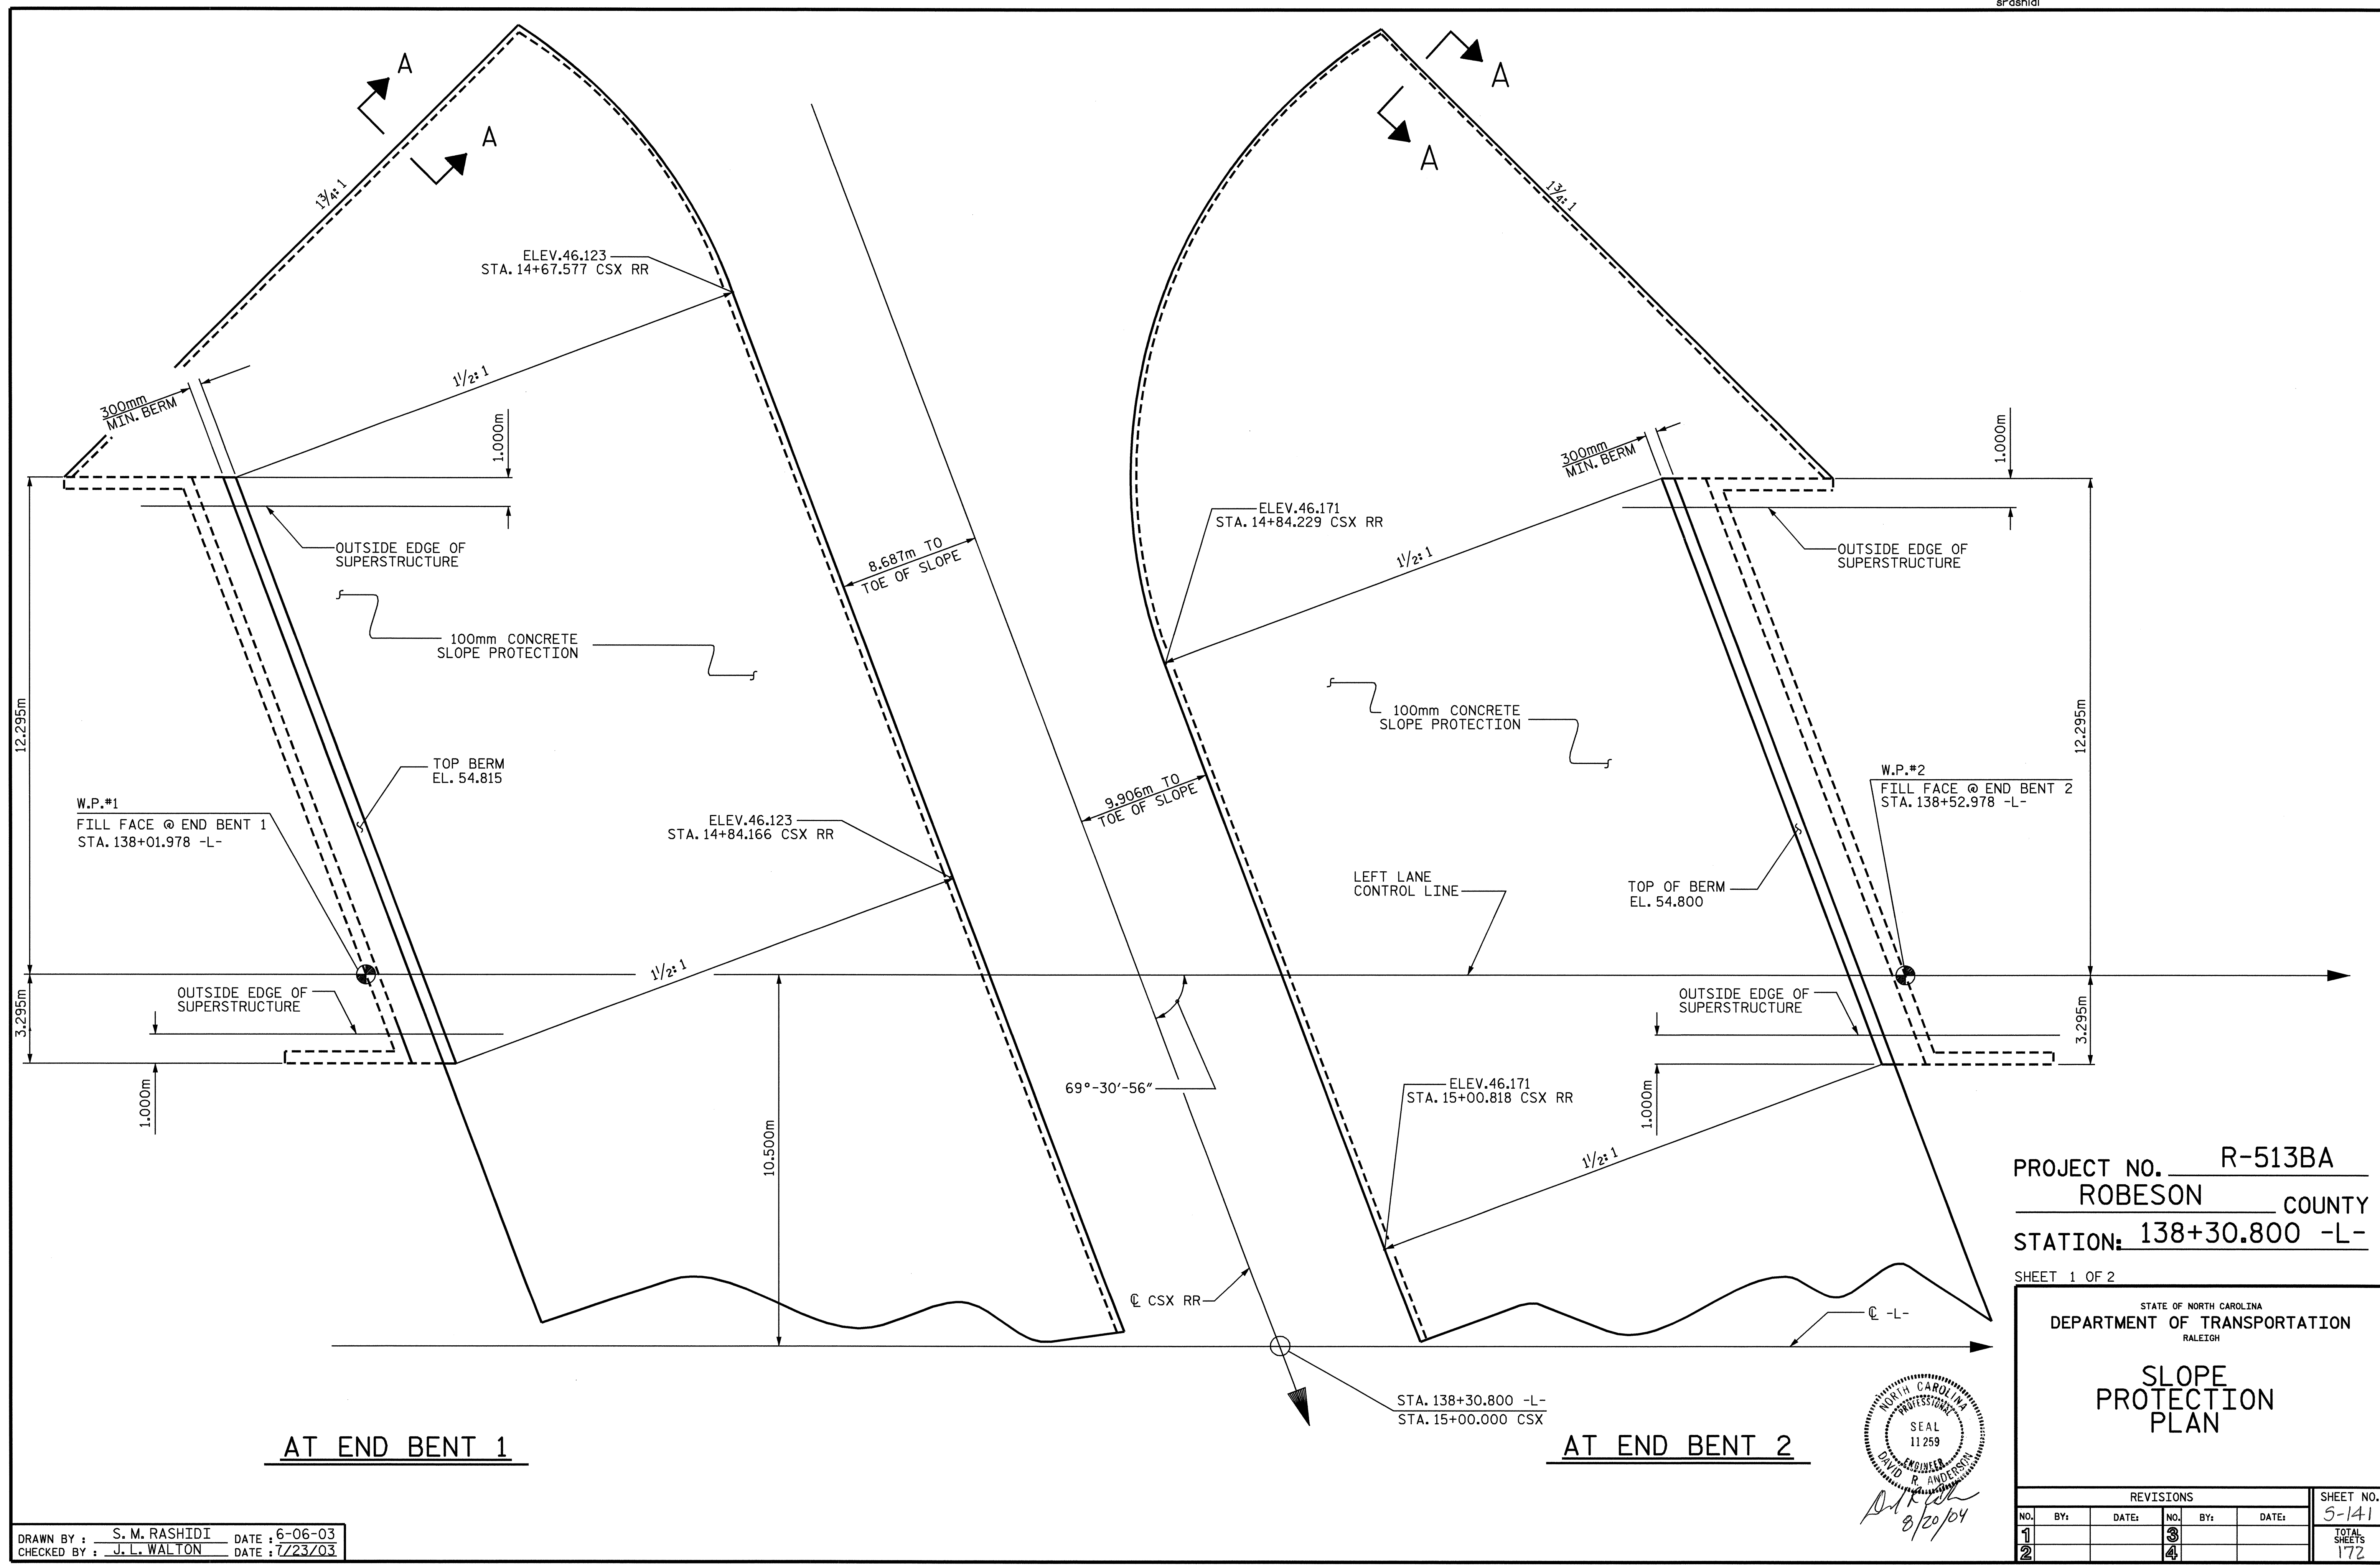 srashidi
A
A
A
A
1 3/4: 1
1 3/4: 1
ELEV.46.123
STA. 14+67.577 CSX RR
1 1/2: 1
300mm
MIN. BERM
1.000m
300mm
MIN. BERM
1.000m
ELEV.46.171
STA. 14+84.229 CSX RR
1 1/2: 1
8.687m TO
TOE OF SLOPE
OUTSIDE EDGE OF
SUPERSTRUCTURE
OUTSIDE EDGE OF
SUPERSTRUCTURE
100mm CONCRETE
SLOPE PROTECTION
100mm CONCRETE
SLOPE PROTECTION
12.295m
12.295m
TOP BERM
EL. 54.815
9.906m TO
TOE OF SLOPE
W.P.#1
FILL FACE @ END BENT 1
STA. 138+01.978 -L-
ELEV.46.123
STA. 14+84.166 CSX RR
W.P.#2
FILL FACE @ END BENT 2
STA. 138+52.978 -L-
LEFT LANE
CONTROL LINE
TOP OF BERM
EL. 54.800
1 1/2: 1
OUTSIDE EDGE OF
SUPERSTRUCTURE
OUTSIDE EDGE OF
SUPERSTRUCTURE
3.295m
3.295m
1.000m
1.000m
69°-30'-56"
ELEV.46.171
STA. 15+00.818 CSX RR
10.500m
1 1/2: 1
℄ CSX RR
℄ -L-
STA. 138+30.800 -L-
STA. 15+00.000 CSX
AT END BENT 1
AT END BENT 2
PROJECT NO. R-513BA
ROBESON COUNTY
STATION: 138+30.800 -L-
SHEET 1 OF 2
STATE OF NORTH CAROLINA
DEPARTMENT OF TRANSPORTATION
RALEIGH
SLOPE
PROTECTION
PLAN
NORTH CAROLINA
PROFESSIONAL
SEAL
11259
ENGINEER
DAVID R. ANDERSON
8/20/04
REVISIONS
SHEET NO.
S-141
NO. BY: DATE: NO. BY: DATE:
1 3
2 4
TOTAL
SHEETS
172
DRAWN BY : S. M. RASHIDI DATE : 6-06-03
CHECKED BY : J. L. WALTON DATE : 7/23/03